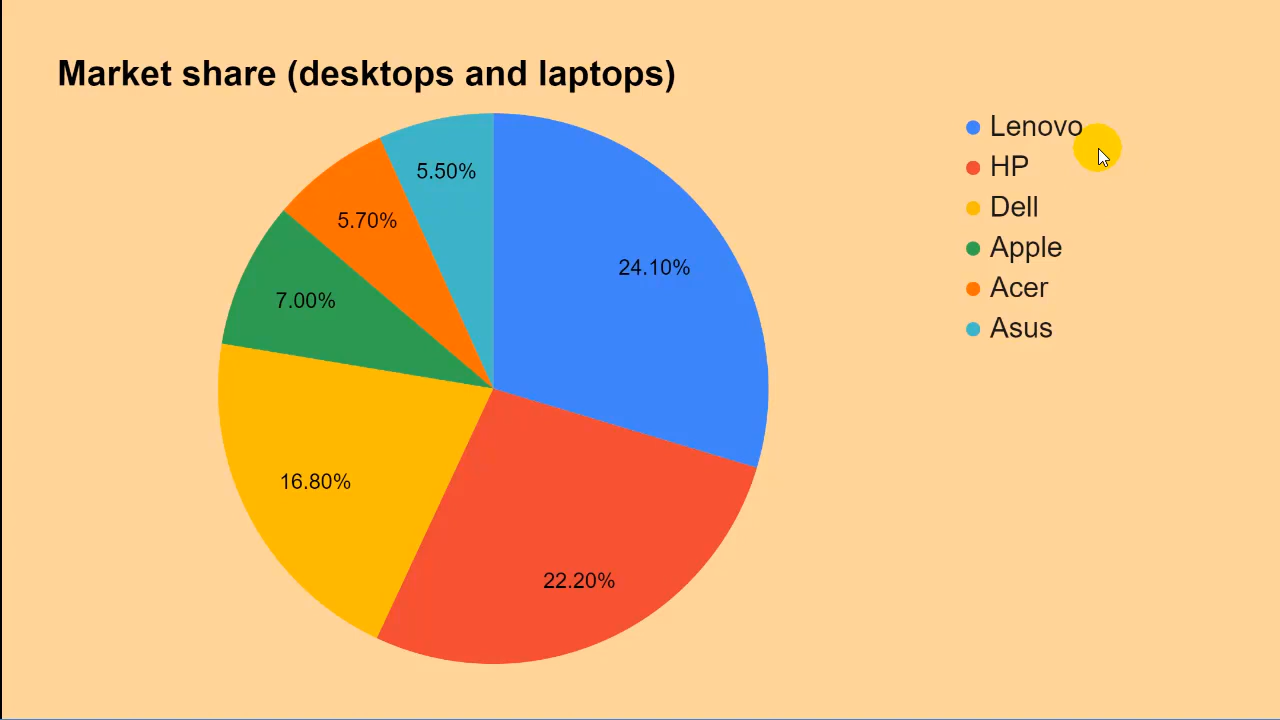 Market share (desktops and laptops)
Lenovo
HP
Dell
Apple
Acer
Asus
5.50%
5.70%
24.10%
7.00%
16.80%
22.20%